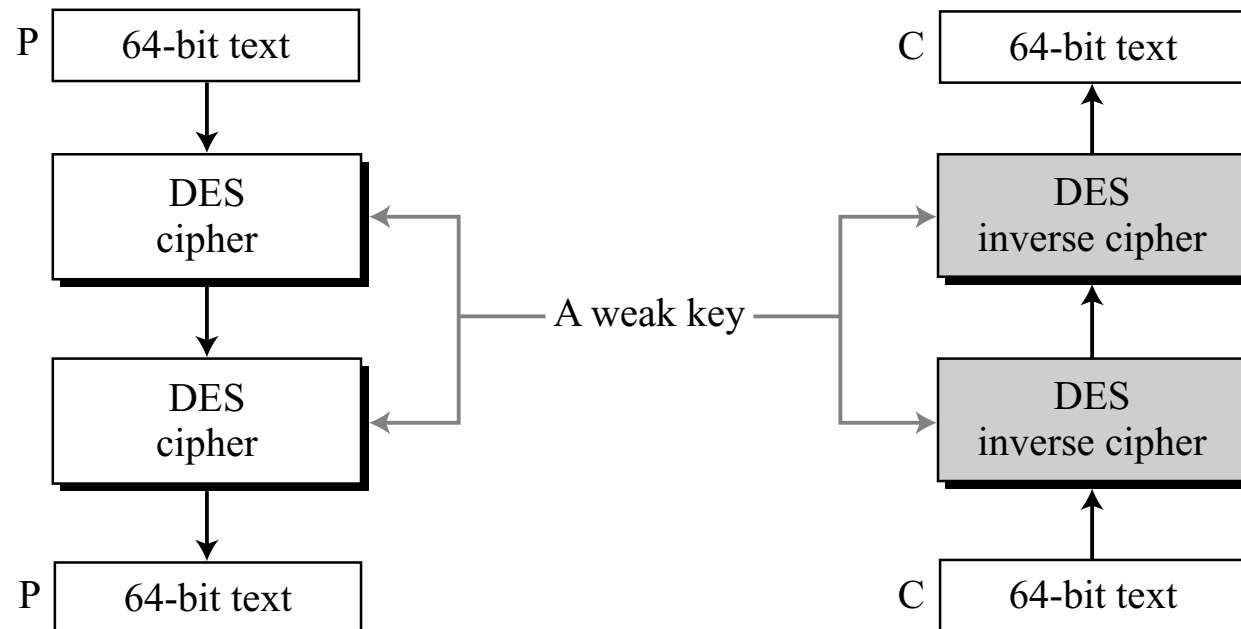 P
64-bit text
DES
cipher
DES
cipher
P
64-bit text
A weak key
C
64-bit text
DES
inverse cipher
DES
inverse cipher
C
64-bit text